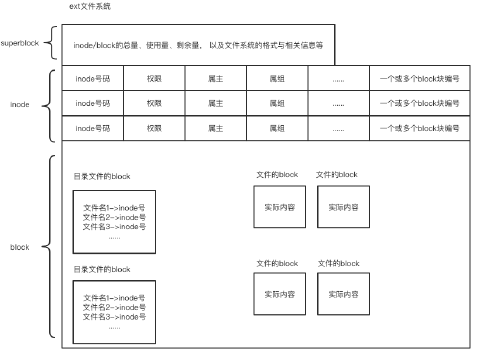 ext文件系统
superblock
inode/block的总量、使用量、剩余量， 以及文件系统的格式与相关信息等
inode
inode号码 权限 属主 属组 ...... 一个或多个block块编号
inode号码 权限 属主 属组 ...... 一个或多个block块编号
inode号码 权限 属主 属组 ...... 一个或多个block块编号
block
目录文件的block
文件名1->inode号
文件名2->inode号
文件名3->inode号
......
文件的block 文件的block
实际内容 实际内容
目录文件的block
文件名1->inode号
文件名2->inode号
文件名3->inode号
......
文件的block 文件的block
实际内容 实际内容